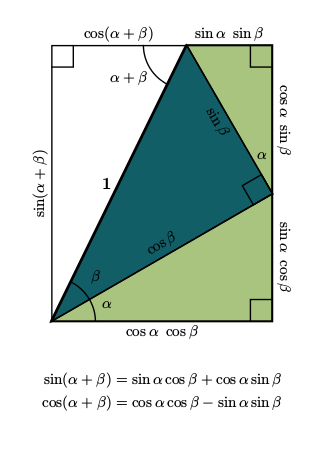 cos(α + β)
sin α sin β
α + β
cos α sin β
sin β
α
sin(α + β)
1
cos β
sin α cos β
β
α
cos α cos β
sin(α + β) = sin α cos β + cos α sin β
cos(α + β) = cos α cos β − sin α sin β